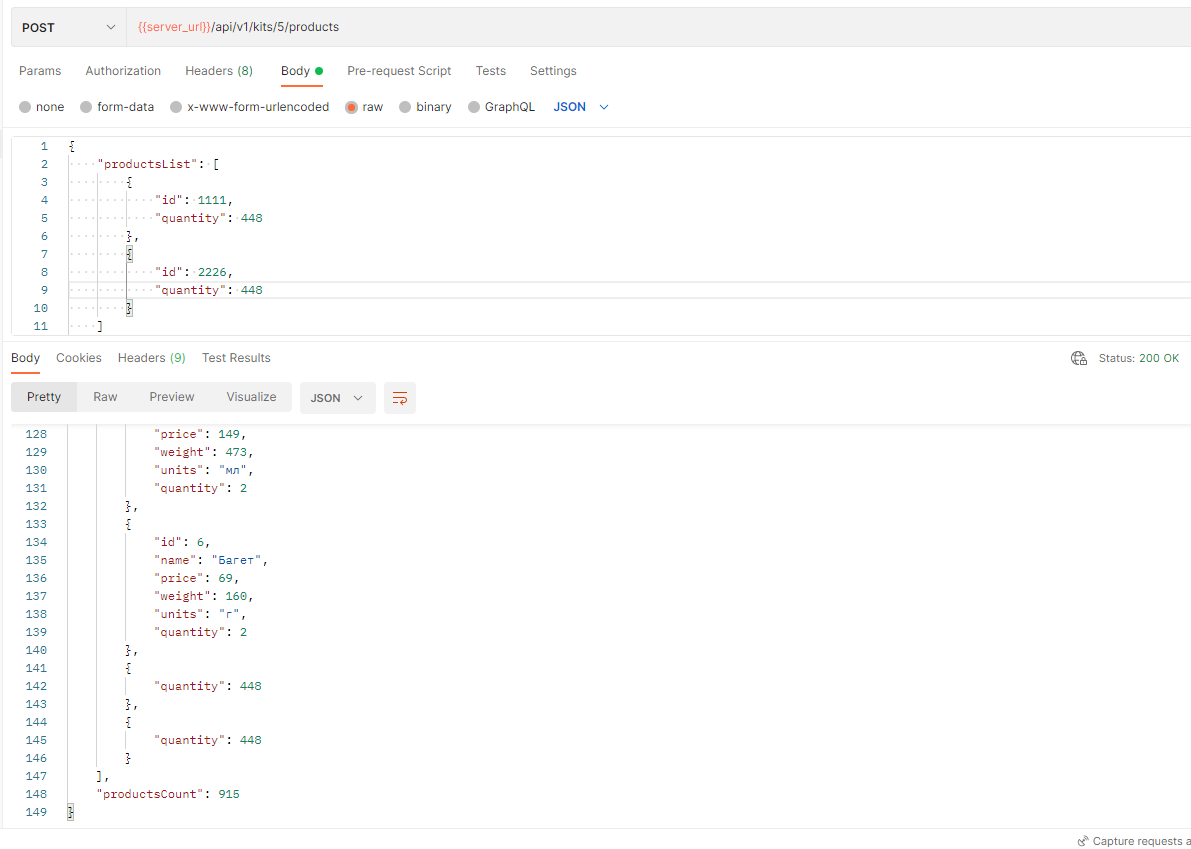 POST {{server_url}}/api/v1/kits/5/products
Params Authorization Headers (8) Body Pre-request Script Tests Settings
none form-data x-www-form-urlencoded raw binary GraphQL JSON
1 {
2 "productsList": [
3 {
4 "id": 1111,
5 "quantity": 448
6 },
7 {
8 "id": 2226,
9 "quantity": 448
10 }
11 ]
Body Cookies Headers (9) Test Results Status: 200 OK
Pretty Raw Preview Visualize JSON
128 "price": 149,
129 "weight": 473,
130 "units": "мл",
131 "quantity": 2
132 },
133 {
134 "id": 6,
135 "name": "Багет",
136 "price": 69,
137 "weight": 160,
138 "units": "г",
139 "quantity": 2
140 },
141 {
142 "quantity": 448
143 },
144 {
145 "quantity": 448
146 }
147 ],
148 "productsCount": 915
149 }
Capture requests a